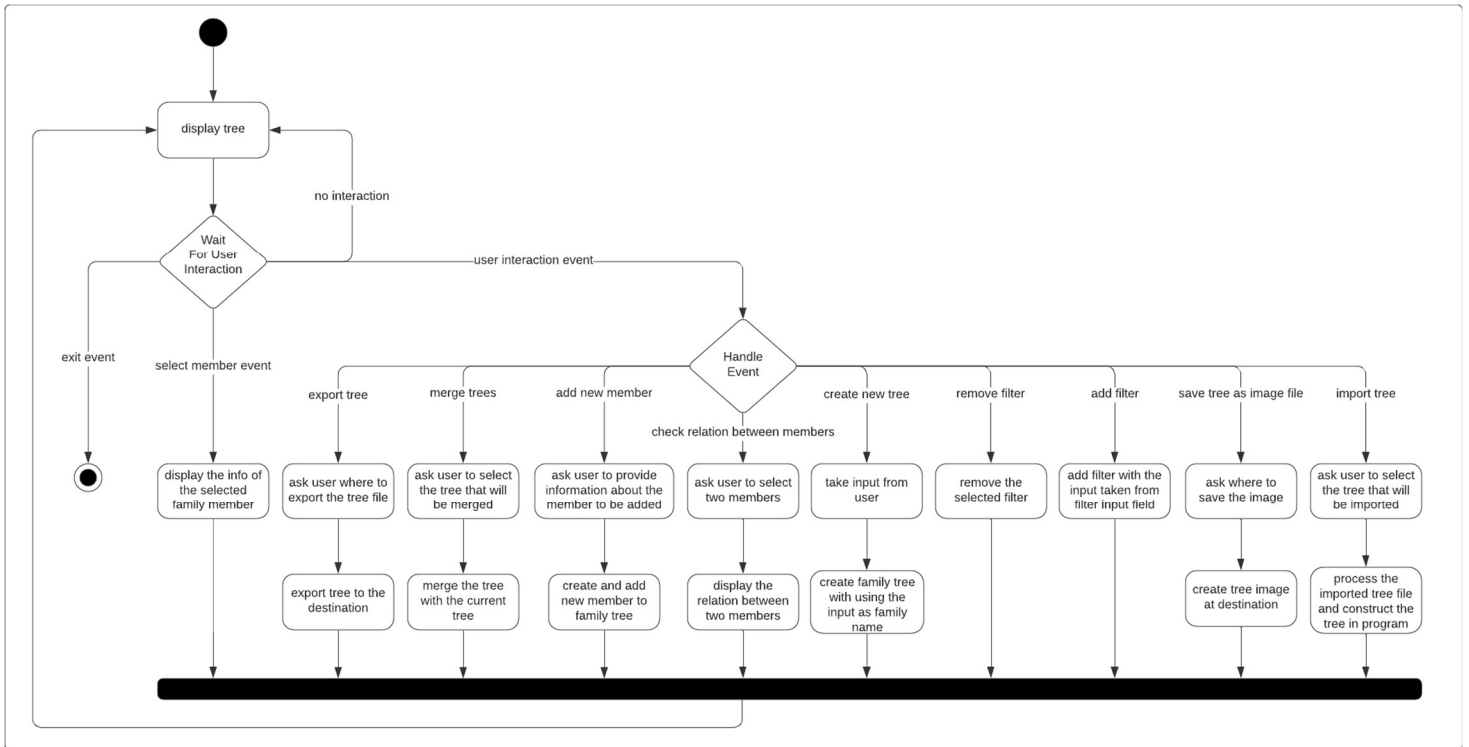 display tree
no interaction
Wait
For User
Interaction
user interaction event
exit event
select member event
Handle
Event
export tree
merge trees
add new member
create new tree
remove filter
add filter
save tree as image file
import tree
check relation between members
display the info of
the selected
family member
ask user where to
export the tree file
ask user to select
the tree that will
be merged
ask user to provide
information about the
member to be added
ask user to select
two members
take input from
user
remove the
selected filter
add filter with the
input taken from
filter input field
ask where to
save the image
ask user to select
the tree that will
be imported
export tree to the
destination
merge the tree
with the current
tree
create and add
new member to
family tree
display the
relation between
two members
create family tree
with using the
input as family
name
create tree image
at destination
process the
imported tree file
and construct the
tree in program